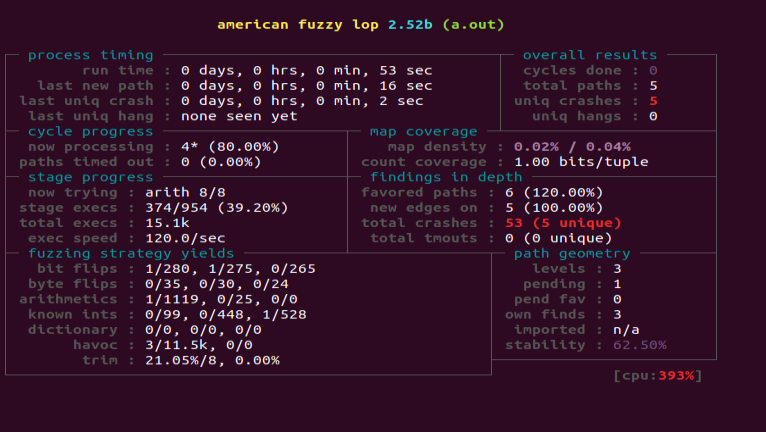 american fuzzy lop 2.52b (a.out)
process timing overall results
run time : 0 days, 0 hrs, 0 min, 53 sec cycles done : 0
last new path : 0 days, 0 hrs, 0 min, 16 sec total paths : 5
last uniq crash : 0 days, 0 hrs, 0 min, 2 sec uniq crashes : 5
last uniq hang : none seen yet uniq hangs : 0
cycle progress map coverage
now processing : 4* (80.00%) map density : 0.02% / 0.04%
paths timed out : 0 (0.00%) count coverage : 1.00 bits/tuple
stage progress findings in depth
now trying : arith 8/8 favored paths : 6 (120.00%)
stage execs : 374/954 (39.20%) new edges on : 5 (100.00%)
total execs : 15.1k total crashes : 53 (5 unique)
exec speed : 120.0/sec total tmouts : 0 (0 unique)
fuzzing strategy yields path geometry
bit flips : 1/280, 1/275, 0/265 levels : 3
byte flips : 0/35, 0/30, 0/24 pending : 1
arithmetics : 1/1119, 0/25, 0/0 pend fav : 0
known ints : 0/99, 0/448, 1/528 own finds : 3
dictionary : 0/0, 0/0, 0/0 imported : n/a
havoc : 3/11.5k, 0/0 stability : 62.50%
trim : 21.05%/8, 0.00%
[cpu:393%]